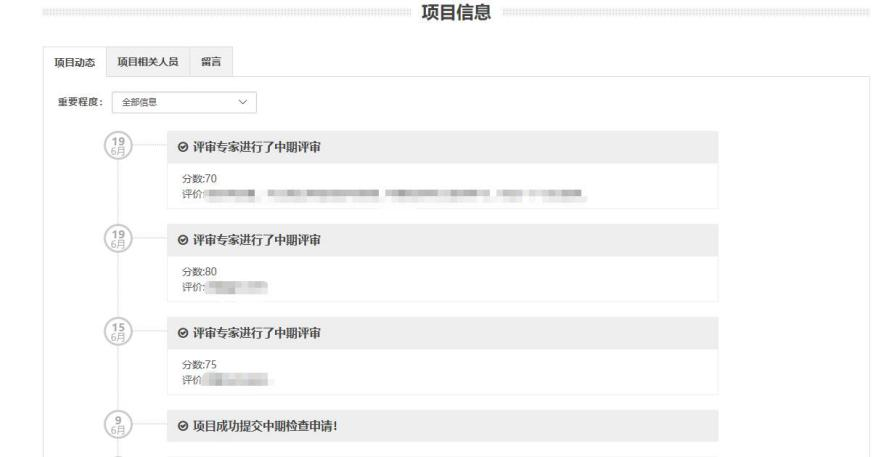 项目信息
项目动态 项目相关人员 留言
重要程度： 全部信息
19
6月
评审专家进行了中期评审
分数:70
评价:
19
6月
评审专家进行了中期评审
分数:80
评价:
15
6月
评审专家进行了中期评审
分数:75
评价
9
6月
项目成功提交中期检查申请!